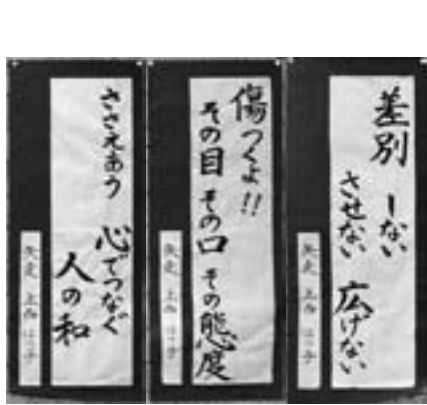 差別 しない
させない 広げない
傷つくよ!!
その目 その口 その態度
ささえあう 心でつなぐ
人の和